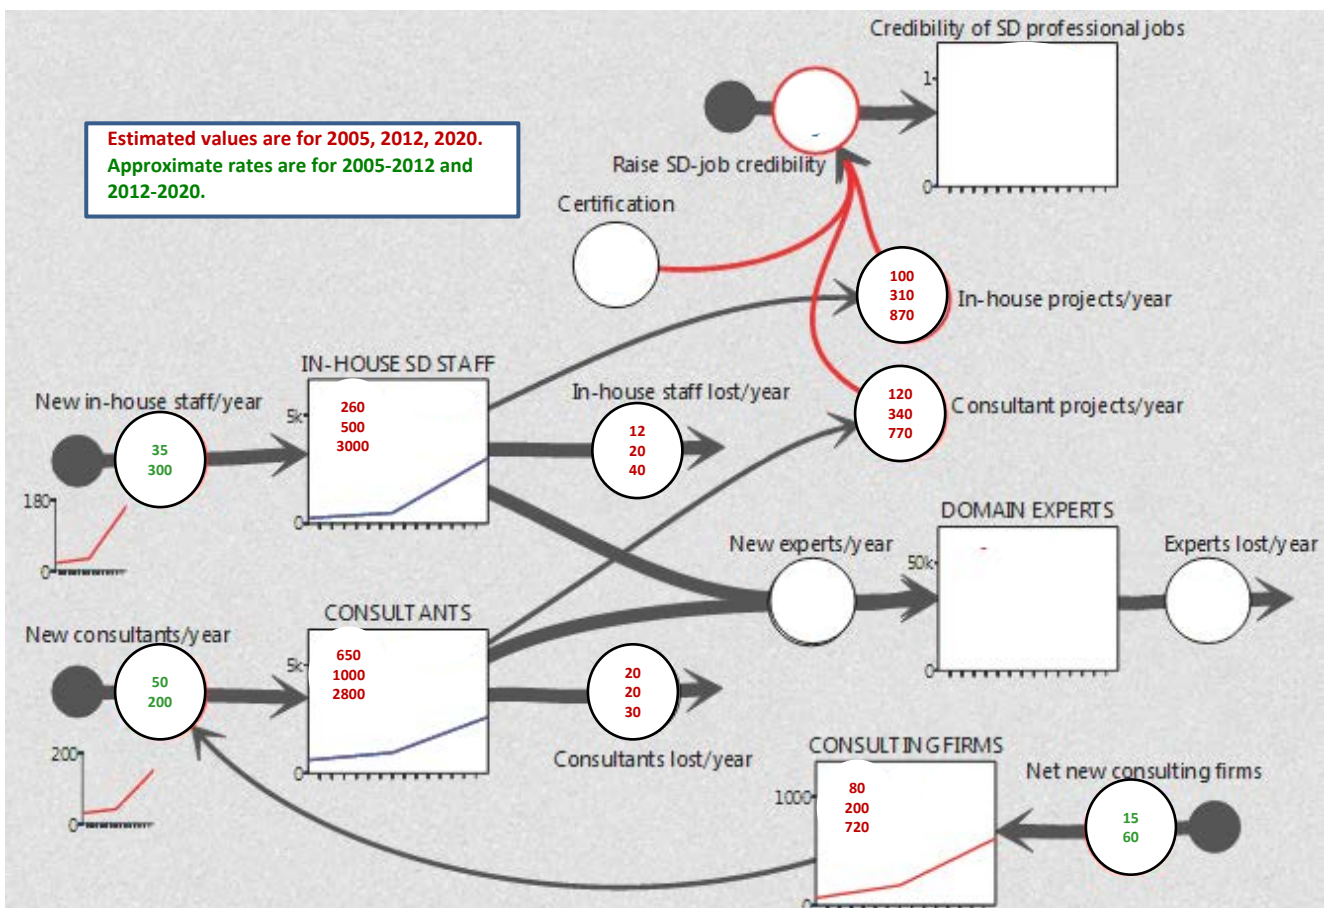 Credibility of SD professional jobs
1
0
Estimated values are for 2005, 2012, 2020.
Approximate rates are for 2005-2012 and
2012-2020.
Raise SD-job credibility
Certification
100
310
870
In-house projects/year
IN-HOUSE SD STAFF
5k
0
260
500
3000
In-house staff lost/year
12
20
40
120
340
770
Consultant projects/year
New in-house staff/year
35
300
180
0
DOMAIN EXPERTS
50k
0
New experts/year
Experts lost/year
CONSULTANTS
5k
0
650
1000
2800
New consultants/year
50
200
200
0
20
20
30
Consultants lost/year
CONSULTING FIRMS
1000
0
80
200
720
Net new consulting firms
15
60